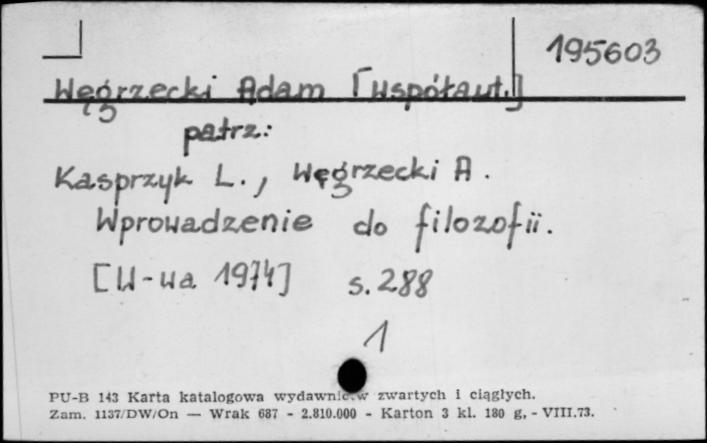 195603
Węgrzecki Adam [współaut.]
patrz:
Kasprzyk L., Węgrzecki A.
Wprowadzenie do filozofii.
[W-wa 1974] s. 288
1
PU-B 143 Karta katalogowa wydawnic.w zwartych i ciągłych.
Zam. 1137/DW/On — Wrak 687 - 2.810.000 - Karton 3 kl. 180 g, - VIII.73.